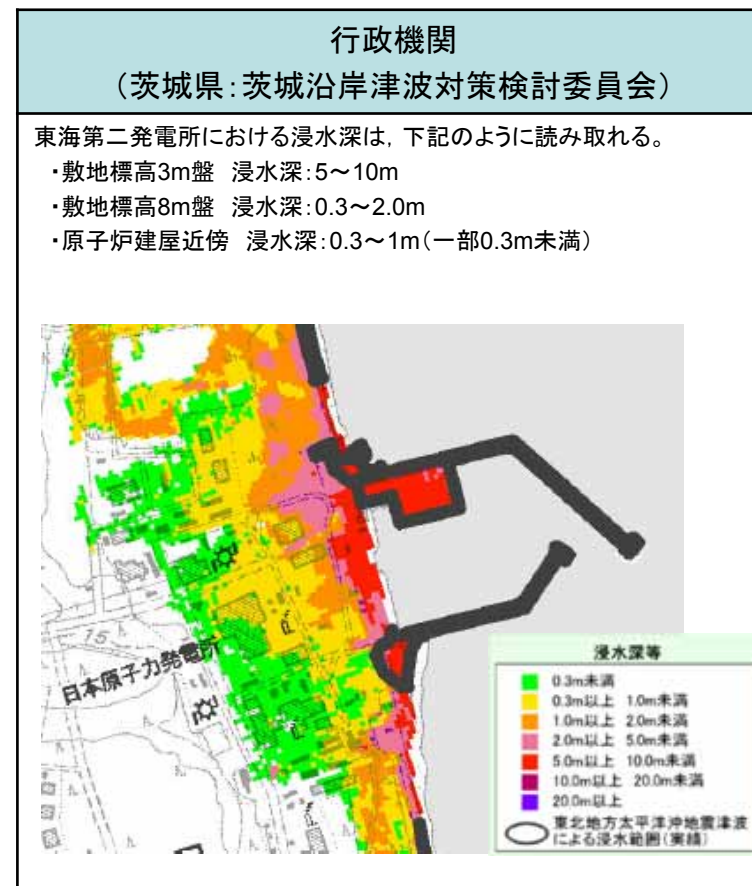 行政機関
（茨城県：茨城沿岸津波対策検討委員会）
東海第二発電所における浸水深は，下記のように読み取れる。
・敷地標高3m盤　浸水深：5～10m
・敷地標高8m盤　浸水深：0.3～2.0m
・原子炉建屋近傍　浸水深：0.3～1m（一部0.3m未満）
15
日本原子力発電所
浸水深等
0.3m未満
0.3m以上　1.0m未満
1.0m以上　2.0m未満
2.0m以上　5.0m未満
5.0m以上　10.0m未満
10.0m以上　20.0m未満
20.0m以上
東北地方太平洋沖地震津波
による浸水範囲（実績）